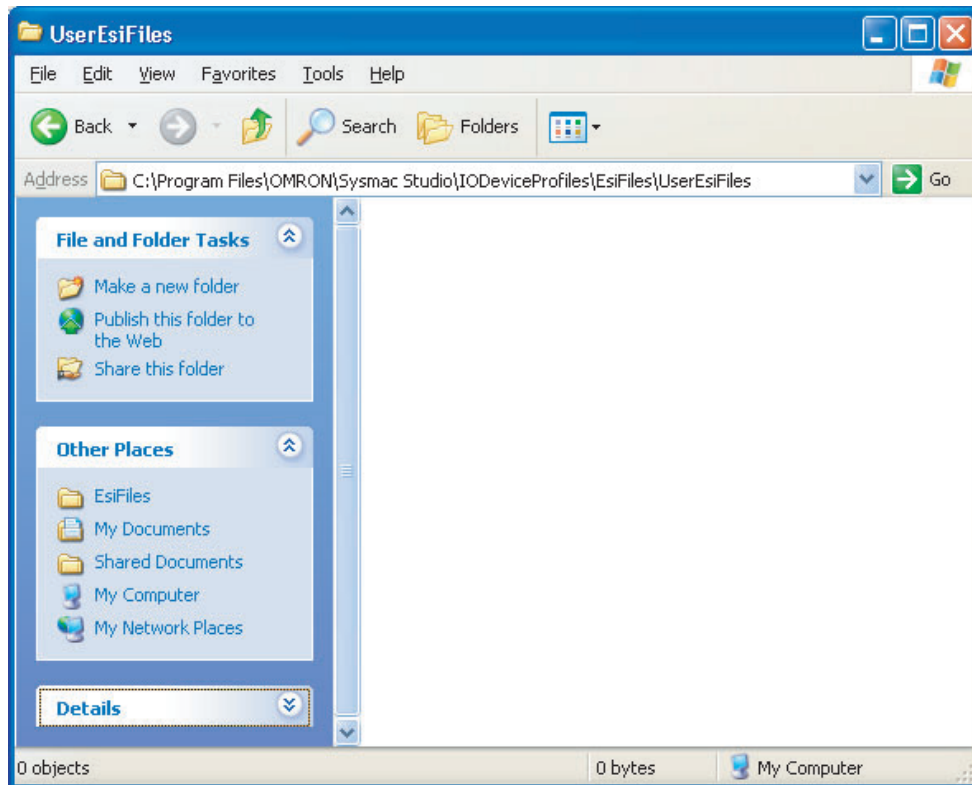 UserEsiFiles
File Edit View Favorites Tools Help
Back Search Folders
Address C:\Program Files\OMRON\Sysmac Studio\IODeviceProfiles\EsiFiles\UserEsiFiles Go
File and Folder Tasks
Make a new folder
Publish this folder to
the Web
Share this folder
Other Places
EsiFiles
My Documents
Shared Documents
My Computer
My Network Places
Details
0 objects 0 bytes My Computer